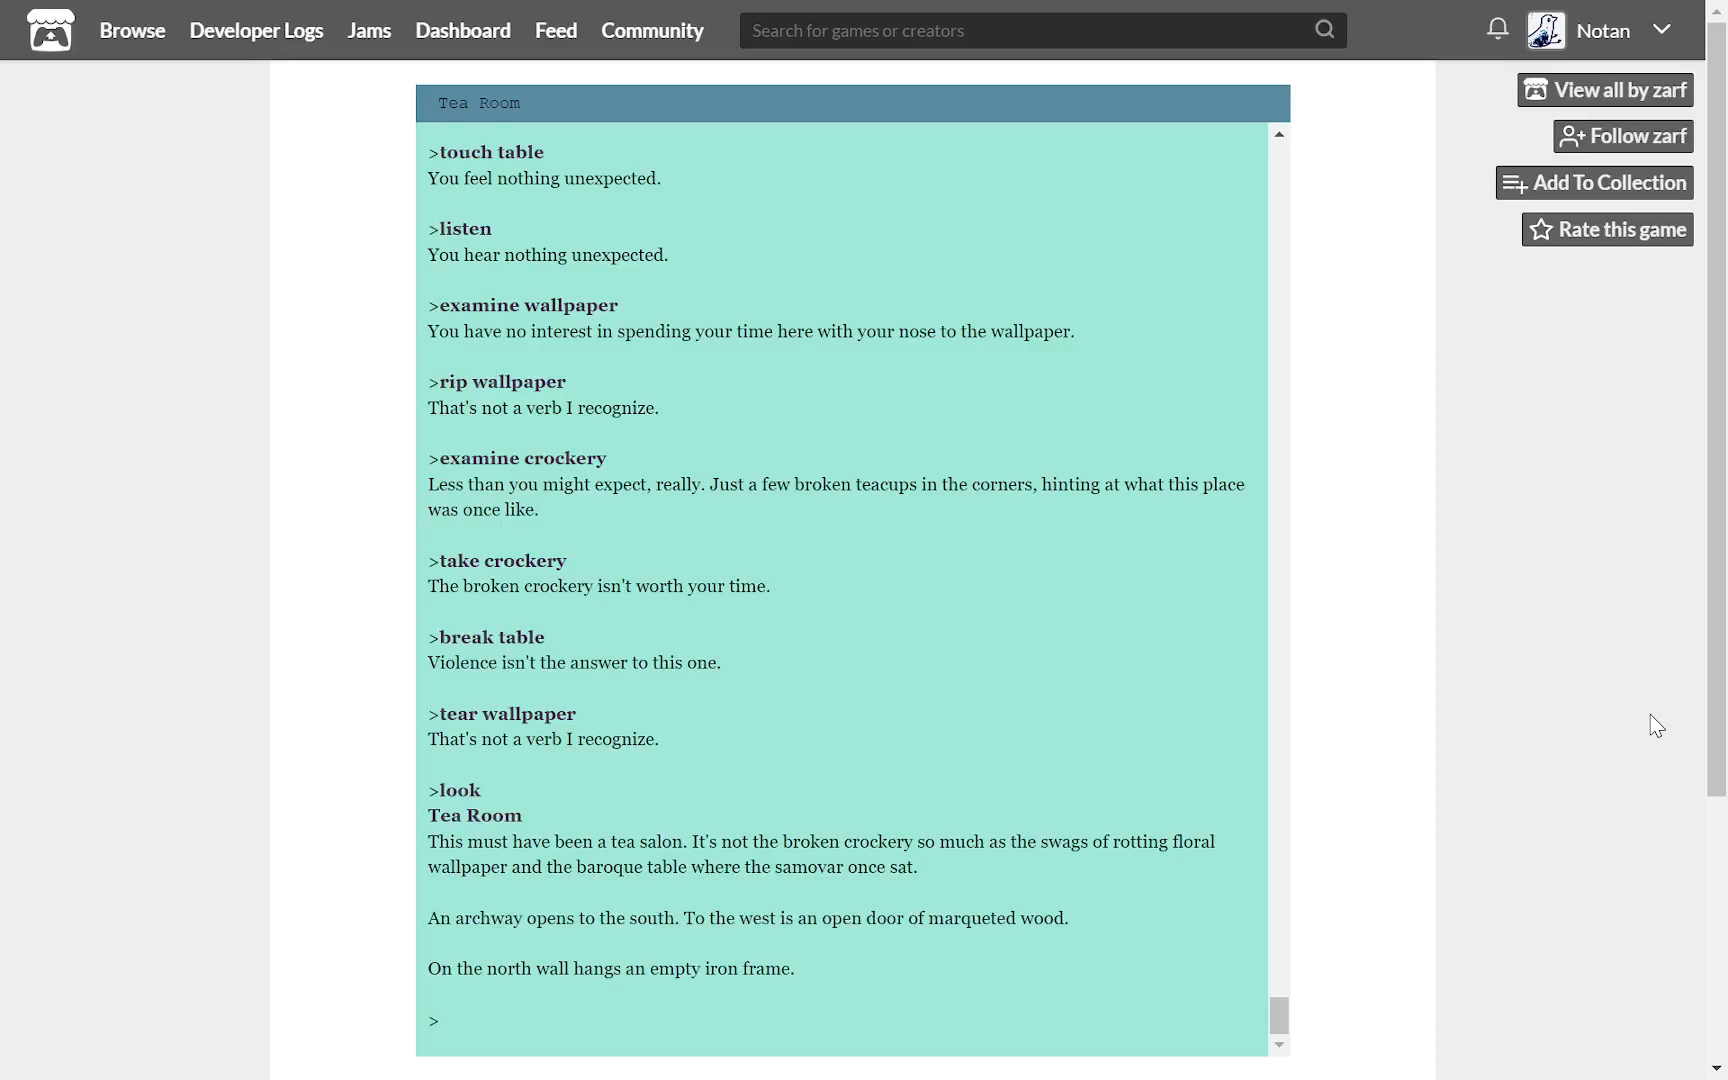 Browse Developer Logs Jams Dashboard Feed Community Search for games or creators Notan
View all by zarf
Follow zarf
Add To Collection
Rate this game
Tea Room
>touch table
You feel nothing unexpected.
>listen
You hear nothing unexpected.
>examine wallpaper
You have no interest in spending your time here with your nose to the wallpaper.
>rip wallpaper
That's not a verb I recognize.
>examine crockery
Less than you might expect, really. Just a few broken teacups in the corners, hinting at what this place
was once like.
>take crockery
The broken crockery isn't worth your time.
>break table
Violence isn't the answer to this one.
>tear wallpaper
That's not a verb I recognize.
>look
Tea Room
This must have been a tea salon. It's not the broken crockery so much as the swags of rotting floral
wallpaper and the baroque table where the samovar once sat.
An archway opens to the south. To the west is an open door of marqueted wood.
On the north wall hangs an empty iron frame.
>